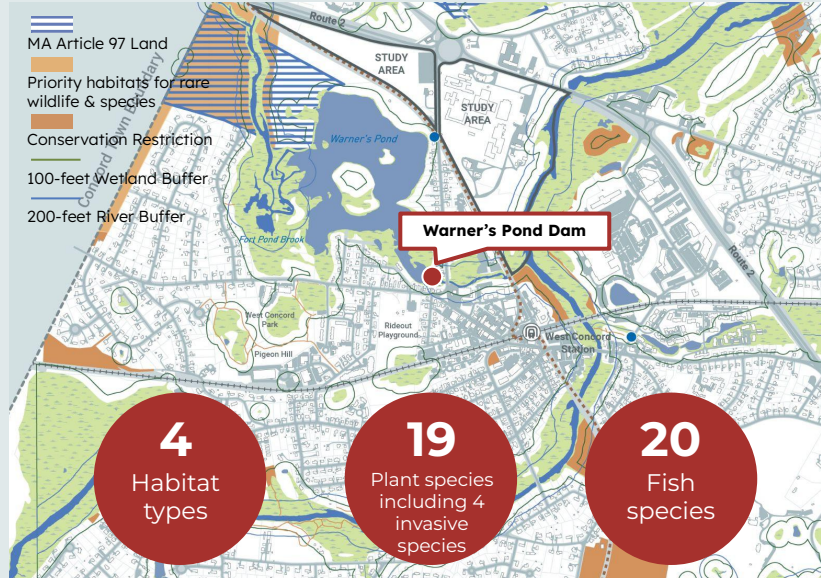 MA Article 97 Land
Priority habitats for rare
wildlife & species
Conservation Restriction
100-feet Wetland Buffer
200-feet River Buffer
Concord Town Boundary
Route 2
STUDY
AREA
STUDY
AREA
Warner's Pond
Fort Pond Brook
Warner's Pond Dam
Route 2
West Concord
Park
Pigeon Hill
Rideout
Playground
West Concord
Station
4
Habitat
types
19
Plant species
including 4
invasive
species
20
Fish
species